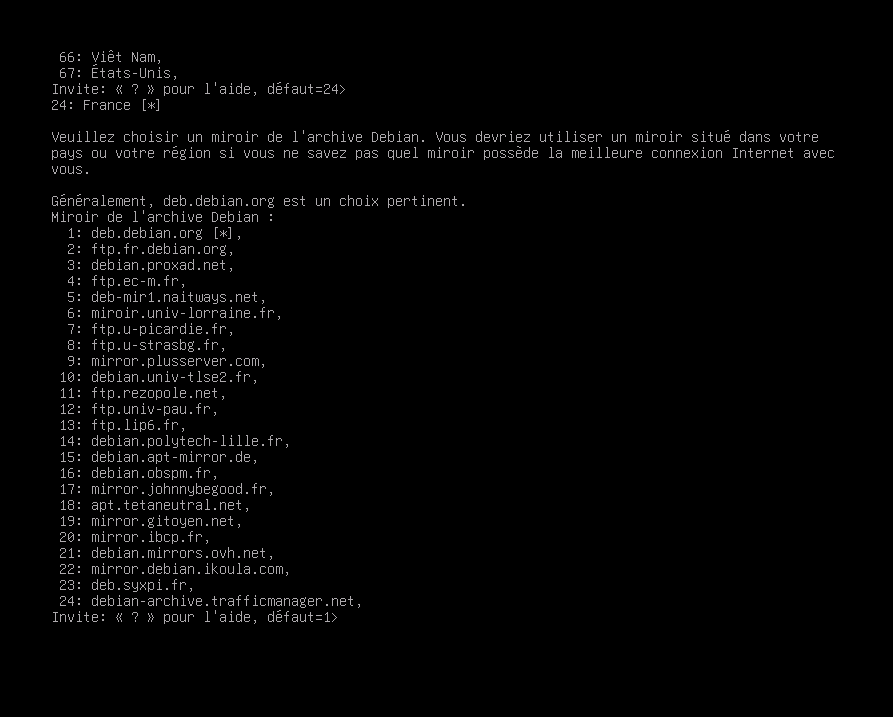 66: Viêt Nam,
67: États-Unis,
Invite: « ? » pour l'aide, défaut=24>
24: France [*]
Veuillez choisir un miroir de l'archive Debian. Vous devriez utiliser un miroir situé dans votre
pays ou votre région si vous ne savez pas quel miroir possède la meilleure connexion Internet avec
vous.
Généralement, deb.debian.org est un choix pertinent.
Miroir de l'archive Debian :
1: deb.debian.org [*],
2: ftp.fr.debian.org,
3: debian.proxad.net,
4: ftp.ec-m.fr,
5: deb-mir1.naitways.net,
6: miroir.univ-lorraine.fr,
7: ftp.u-picardie.fr,
8: ftp.u-strasbg.fr,
9: mirror.plusserver.com,
10: debian.univ-tlse2.fr,
11: ftp.rezopole.net,
12: ftp.univ-pau.fr,
13: ftp.lip6.fr,
14: debian.polytech-lille.fr,
15: debian.apt-mirror.de,
16: debian.obspm.fr,
17: mirror.johnnybegood.fr,
18: apt.tetaneutral.net,
19: mirror.gitoyen.net,
20: mirror.ibcp.fr,
21: debian.mirrors.ovh.net,
22: mirror.debian.ikoula.com,
23: deb.syxpi.fr,
24: debian-archive.trafficmanager.net,
Invite: « ? » pour l'aide, défaut=1>